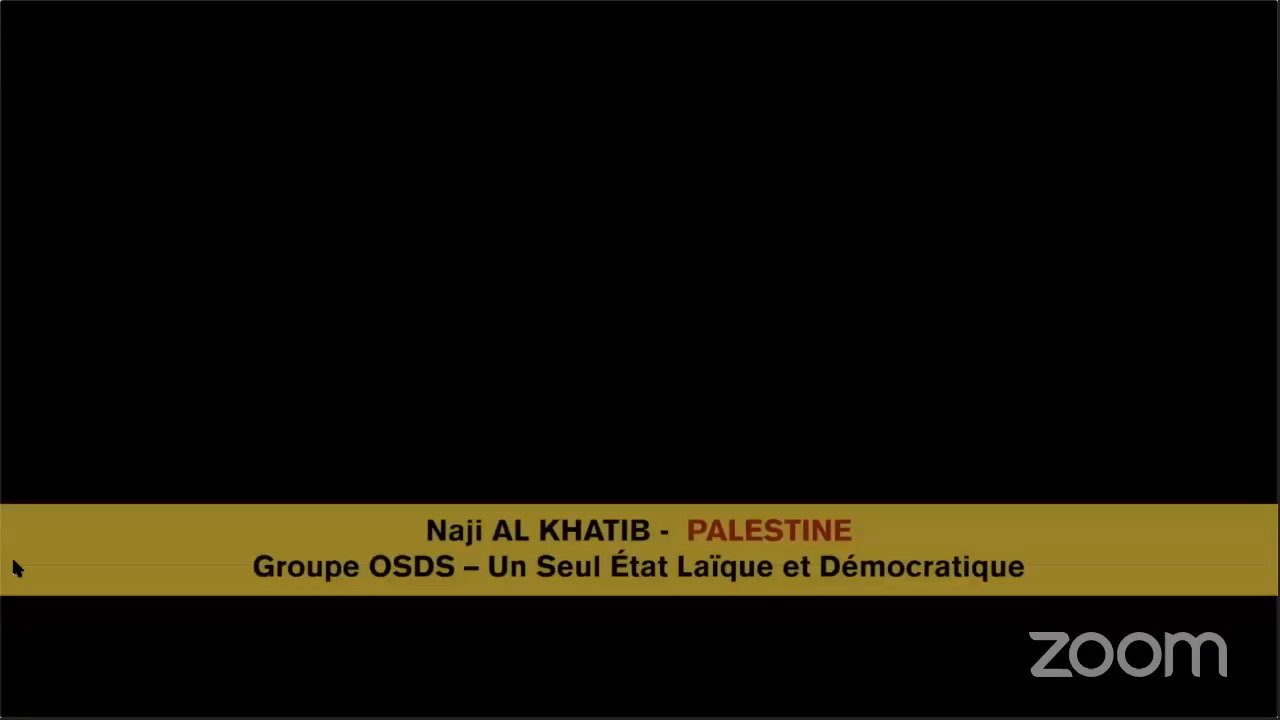 Naji AL KHATIB - PALESTINE
Groupe OSDS – Un Seul État Laïque et Démocratique
zoom